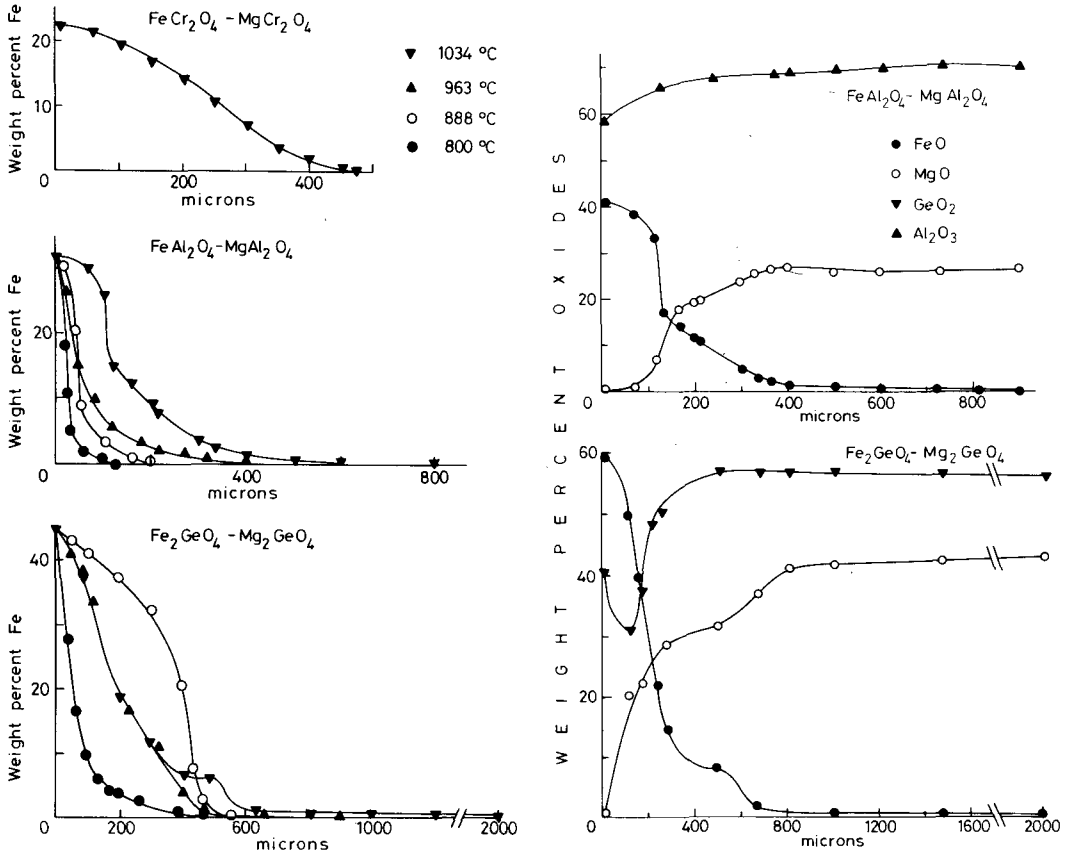 FeCr₂O₄ – MgCr₂O₄
Weight percent Fe
20
10
0
200
400
microns
▼ 1034 °C
▲ 963 °C
○ 888 °C
● 800 °C
FeAl₂O₄–MgAl₂O₄
Weight percent Fe
20
0
200
400
600
800
microns
Fe₂GeO₄ – Mg₂GeO₄
Weight percent Fe
40
20
0
200
600
1000
2000
microns
WEIGHT PERCENT OXIDES
FeAl₂O₄– MgAl₂O₄
● FeO
○ MgO
▼ GeO₂
▲ Al₂O₃
60
40
20
0
200
400
600
800
microns
Fe₂GeO₄– Mg₂GeO₄
60
40
20
0
400
800
1200
1600
2000
microns